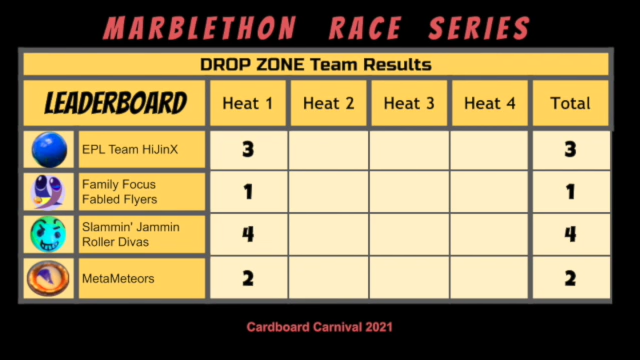 MARBLETHON RACE SERIES
DROP ZONE Team Results
LEADERBOARD Heat 1 Heat 2 Heat 3 Heat 4 Total
EPL Team HiJinX 3 3
Family Focus
Fabled Flyers 1 1
Slammin' Jammin
Roller Divas 4 4
MetaMeteors 2 2
Cardboard Carnival 2021